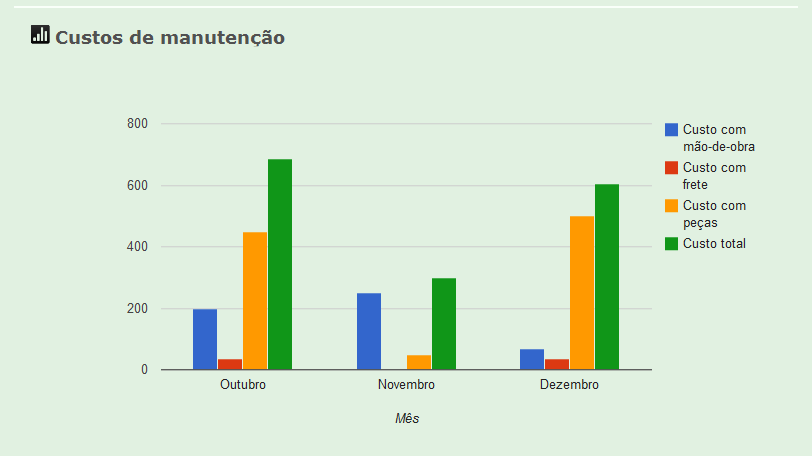 Custos de manutenção
800
600
400
200
0
Outubro
Novembro
Dezembro
Mês
Custo com
mão-de-obra
Custo com
frete
Custo com
peças
Custo total